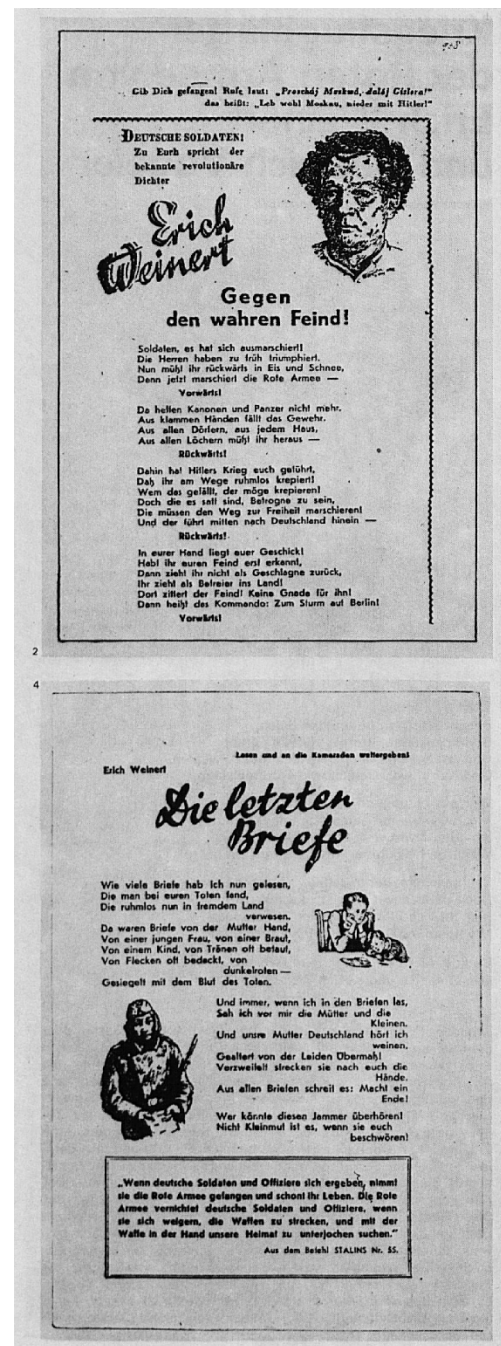 Gib Dich gefangen! Rufe laut: „Proscháj Moskwá, dalój Gitlera!"
das heißt: „Leb wohl Moskau, nieder mit Hitler!"
DEUTSCHE SOLDATEN!
Zu Euch spricht der
bekannte revolutionäre
Dichter
Erich
Weinert
Gegen
den wahren Feind!
Soldaten, es hat sich ausmarschiert!
Die Herren haben zu früh triumphiert.
Nun müßt ihr rückwärts in Eis und Schnee,
Denn jetzt marschiert die Rote Armee —
Vorwärts!
Da helfen Kanonen und Panzer nicht mehr.
Aus klammen Händen fällt das Gewehr.
Aus allen Dörfern, aus jedem Haus,
Aus allen Löchern müßt ihr heraus —
Rückwärts!
Dahin hat Hitlers Krieg euch geführt,
Daß ihr am Wege ruhmlos krepiert!
Wem das gefällt, der möge krepieren!
Doch die es satt sind, Betrogne zu sein,
Die müssen den Weg zur Freiheit marschieren!
Und der führt mitten nach Deutschland hinein —
Rückwärts!
In eurer Hand liegt euer Geschick!
Habt ihr euren Feind erst erkannt,
Dann zieht ihr nicht als Geschlagne zurück,
Ihr zieht als Befreier ins Land!
Dort zittert der Feind! Keine Gnade für ihn!
Dann heißt das Kommando: Zum Sturm auf Berlin!
Vorwärts!
2
4
Lesen und an die Kameraden weitergeben!
Erich Weinert
Die letzten
Briefe
Wie viele Briefe hab ich nun gelesen,
Die man bei euren Toten fand,
Die ruhmlos nun in fremdem Land
verwesen.
Da waren Briefe von der Mutter Hand,
Von einer jungen Frau, von einer Braut,
Von einem Kind, von Tränen oft betaut,
Von Flecken oft bedeckt, von
dunkelroten —
Gesiegelt mit dem Blut des Toten.
Und immer, wenn ich in den Briefen las,
Sah ich vor mir die Mütter und die
Kleinen.
Und unsre Mutter Deutschland hört ich
weinen,
Gealtert von der Leiden Übermaß!
Verzweifelt strecken sie nach euch die
Hände.
Aus allen Briefen schreit es: Macht ein
Ende!
Wer könnte diesen Jammer überhören!
Nicht Kleinmut ist es, wenn sie euch
beschwören!
„Wenn deutsche Soldaten und Offiziere sich ergeben, nimmt
sie die Rote Armee gefangen und schont ihr Leben. Die Rote
Armee vernichtet deutsche Soldaten und Offiziere, wenn
sie sich weigern, die Waffen zu strecken, und mit der
Waffe in der Hand unsere Heimat zu unterjochen suchen."
Aus dem Befehl STALINS Nr. 55.